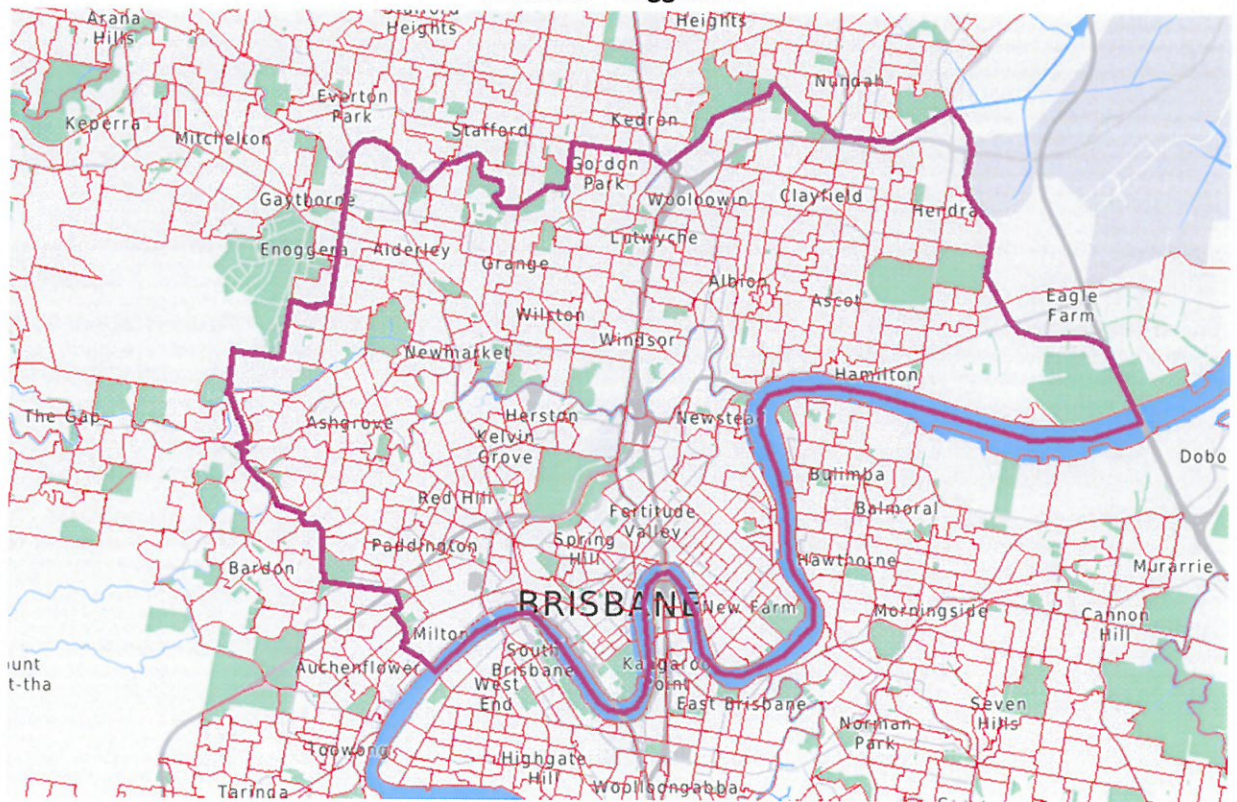 Arana
Hills
Heights
Heights
Nundah
Everton
Park
Keperra
Mitchelton
Stafford
Kedron
Gordon
Park
Gaythorne
Wooloowin
Clayfield
Hendra
Enoggera
Alderley
Lutwyche
Grange
Albion
Ascot
Eagle
Farm
Wilston
Windsor
Newmarket
Hamilton
The Gap
Ashgrove
Herston
Newstead
Kelvin
Grove
Bulimba
Dobo
Red Hill
Balmoral
Fortitude
Valley
Paddington
Spring
Hill
Bardon
Hawthorne
Murarrie
BRISBANE
New Farm
Morningside
Cannon
Hill
Milton
ount
t-tha
Auchenflower
South
Brisbane
Kangaroo
Point
West
End
East Brisbane
Seven
Hills
Norman
Park
Toowong
Highgate
Hill
Taringa
Woolloongabba